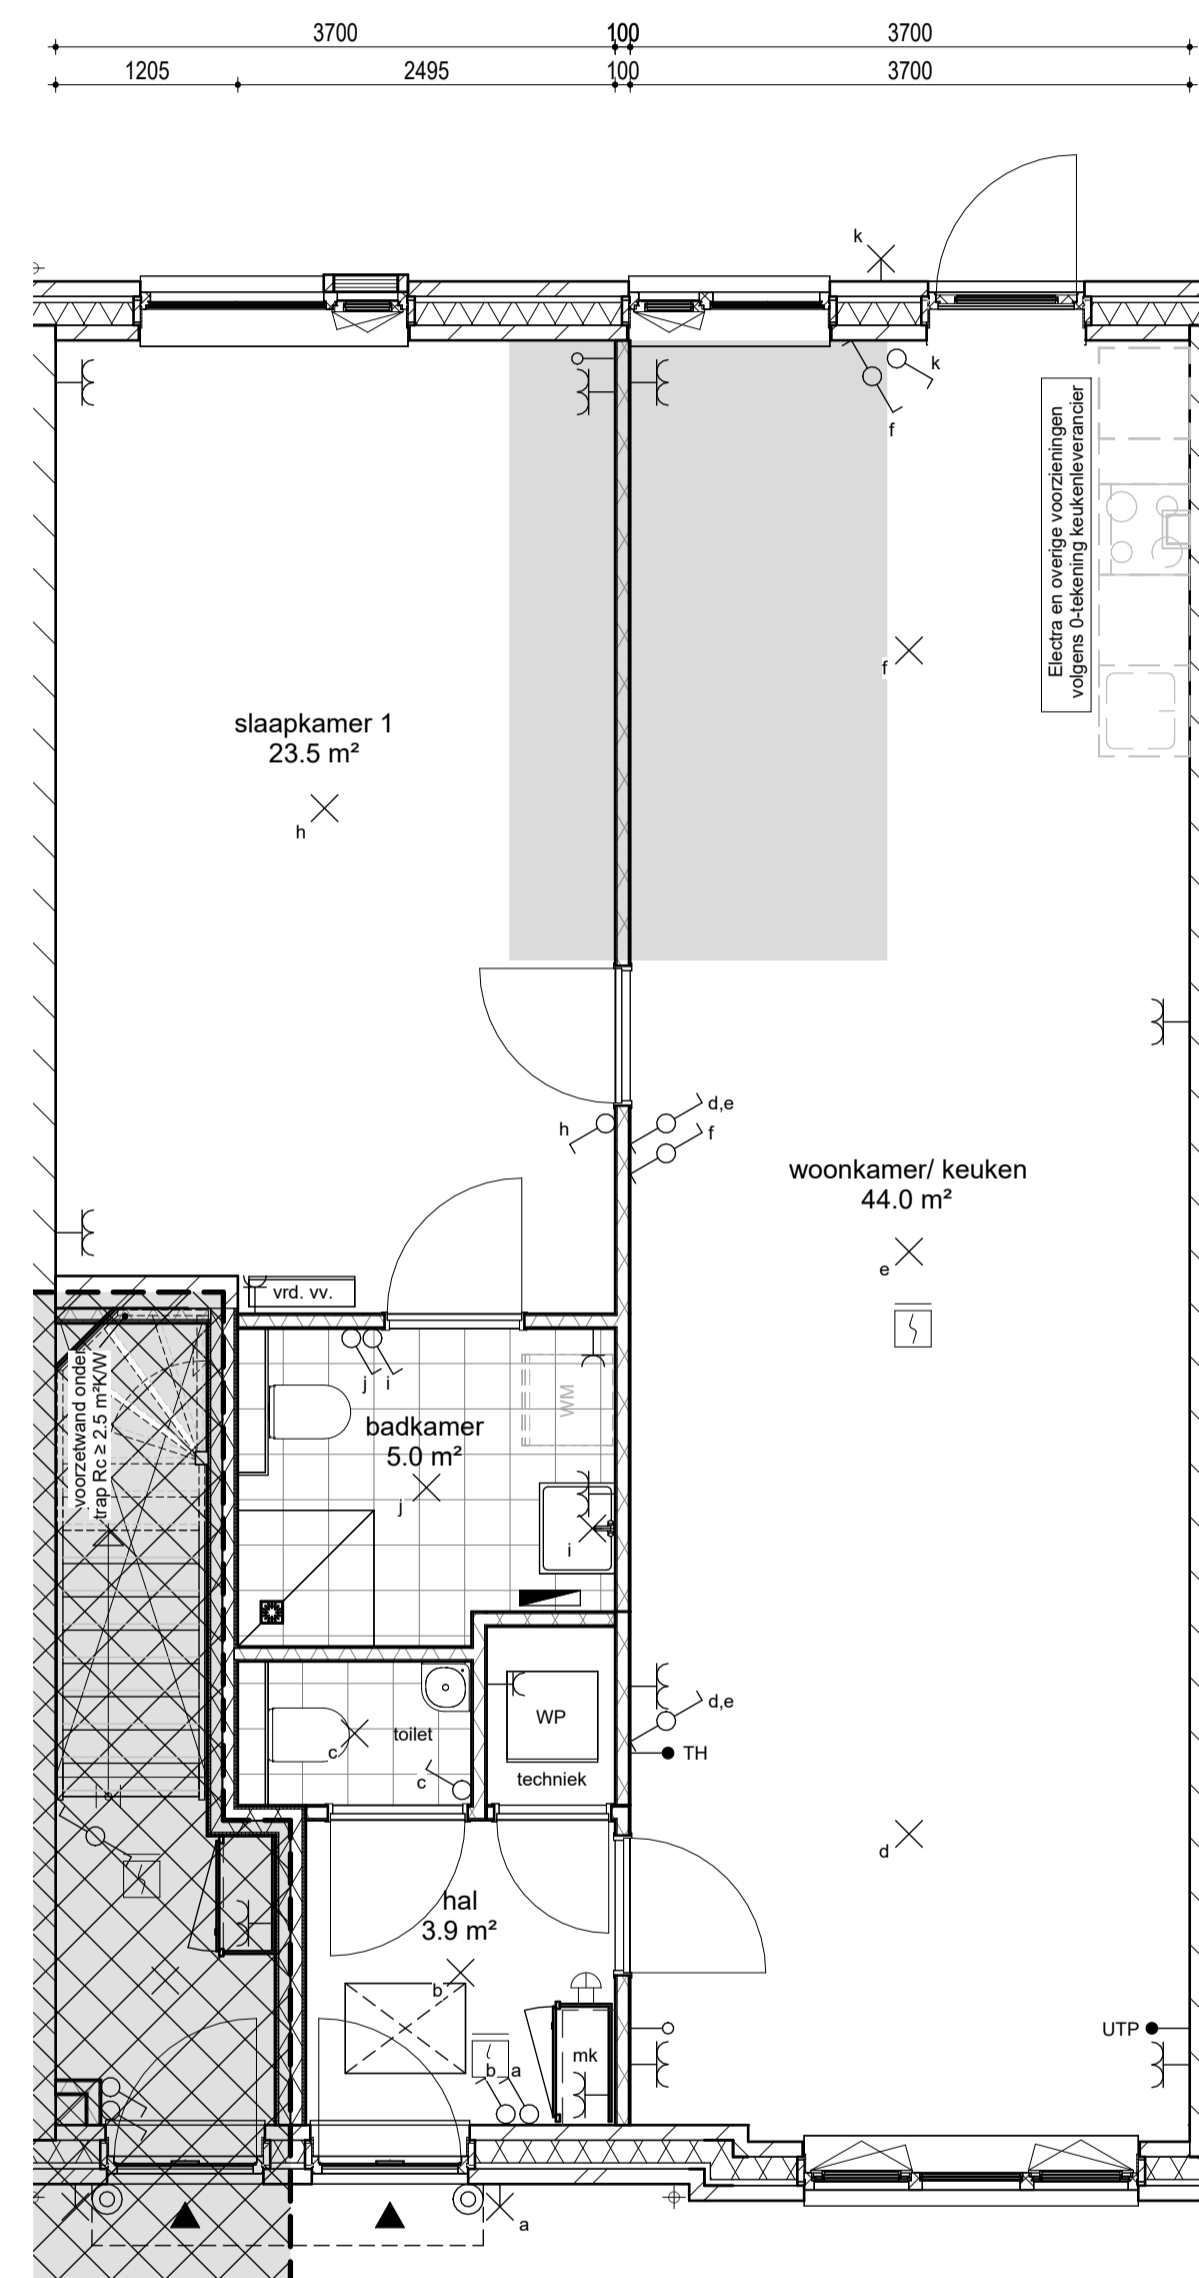 3700
100
3700
1205
2495
100
3700
k
k
f
Electra en overige voorzieningen
volgens 0-tekening keukenleverancier
f
slaapkamer 1
23.5 m²
h
d,e
h
f
woonkamer/ keuken
44.0 m²
e
vrd. vv.
voorzetwand onder
trap Rc ≥ 2.5 m²K/W
j
i
WM
badkamer
5.0 m²
j
i
d,e
WP
toilet
c
TH
techniek
c
d
hal
3.9 m²
b
UTP
mk
b
a
a